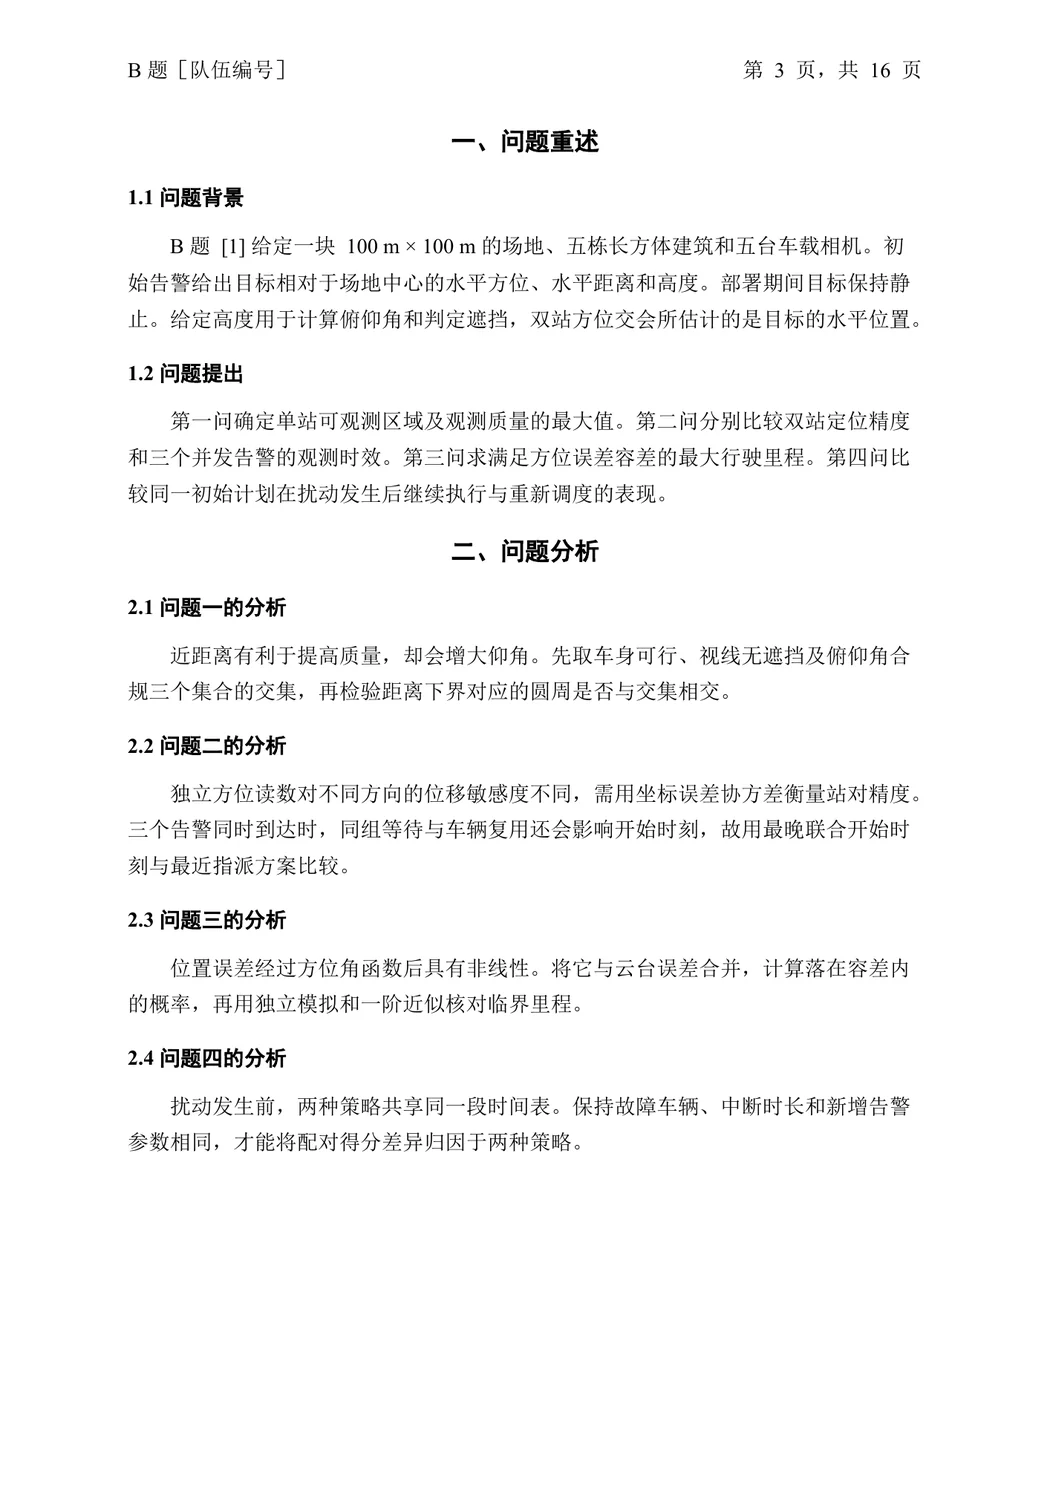 B 题［队伍编号］
第 3 页，共 16 页
一、问题重述
1.1 问题背景
B 题 [1] 给定一块 100 m × 100 m 的场地、五栋长方体建筑和五台车载相机。初
始告警给出目标相对于场地中心的水平方位、水平距离和高度。部署期间目标保持静
止。给定高度用于计算俯仰角和判定遮挡，双站方位交会所估计的是目标的水平位置。
1.2 问题提出
第一问确定单站可观测区域及观测质量的最大值。第二问分别比较双站定位精度
和三个并发告警的观测时效。第三问求满足方位误差容差的最大行驶里程。第四问比
较同一初始计划在扰动发生后继续执行与重新调度的表现。
二、问题分析
2.1 问题一的分析
近距离有利于提高质量，却会增大仰角。先取车身可行、视线无遮挡及俯仰角合
规三个集合的交集，再检验距离下界对应的圆周是否与交集相交。
2.2 问题二的分析
独立方位读数对不同方向的位移敏感度不同，需用坐标误差协方差衡量站对精度。
三个告警同时到达时，同组等待与车辆复用还会影响开始时刻，故用最晚联合开始时
刻与最近指派方案比较。
2.3 问题三的分析
位置误差经过方位角函数后具有非线性。将它与云台误差合并，计算落在容差内
的概率，再用独立模拟和一阶近似核对临界里程。
2.4 问题四的分析
扰动发生前，两种策略共享同一段时间表。保持故障车辆、中断时长和新增告警
参数相同，才能将配对得分差异归因于两种策略。